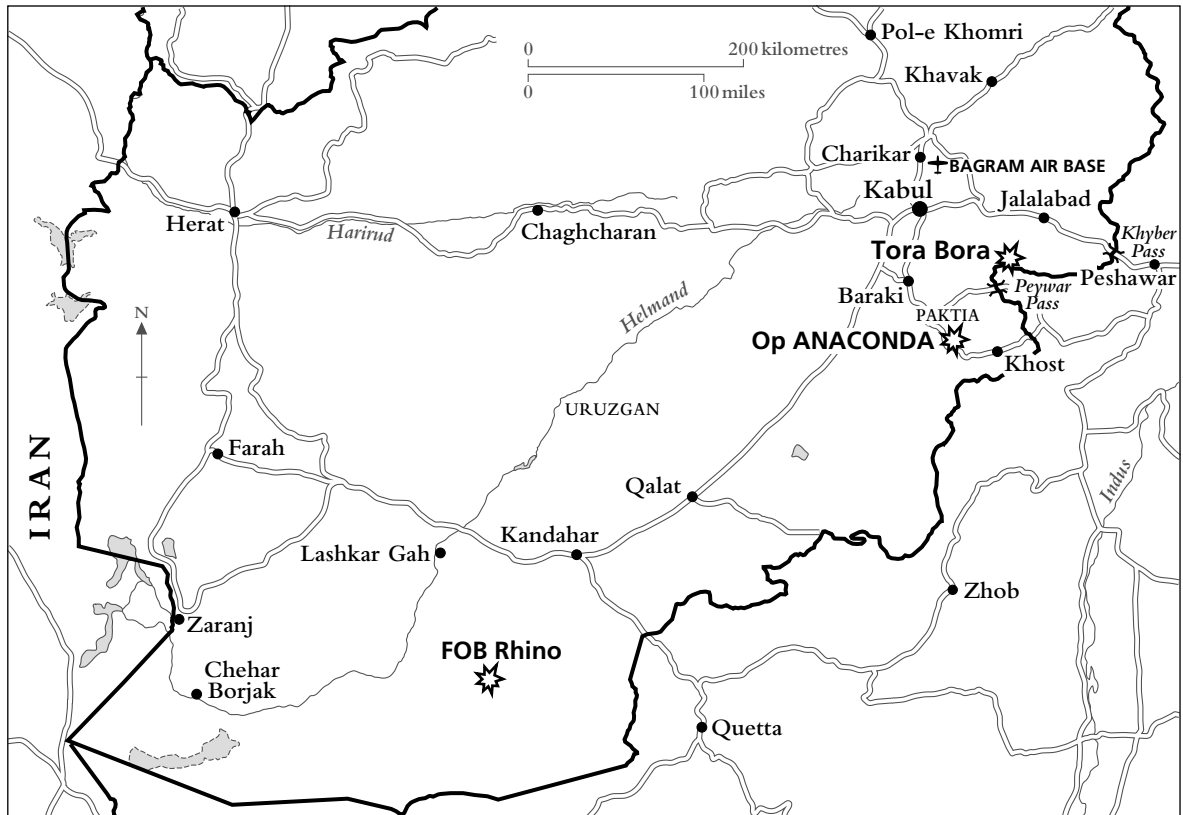 0 200 kilometres
0 100 miles
Pol-e Khomri
Khavak
Charikar
BAGRAM AIR BASE
Kabul
Jalalabad
Herat
Harirud
Chaghcharan
Khyber
Pass
Tora Bora
Peshawar
Baraki
Peywar
Pass
Helmand
PAKTIA
N
Op ANACONDA
Khost
URUZGAN
IRAN
Farah
Qalat
Indus
Kandahar
Lashkar Gah
Zhob
Zaranj
FOB Rhino
Chehar
Borjak
Quetta